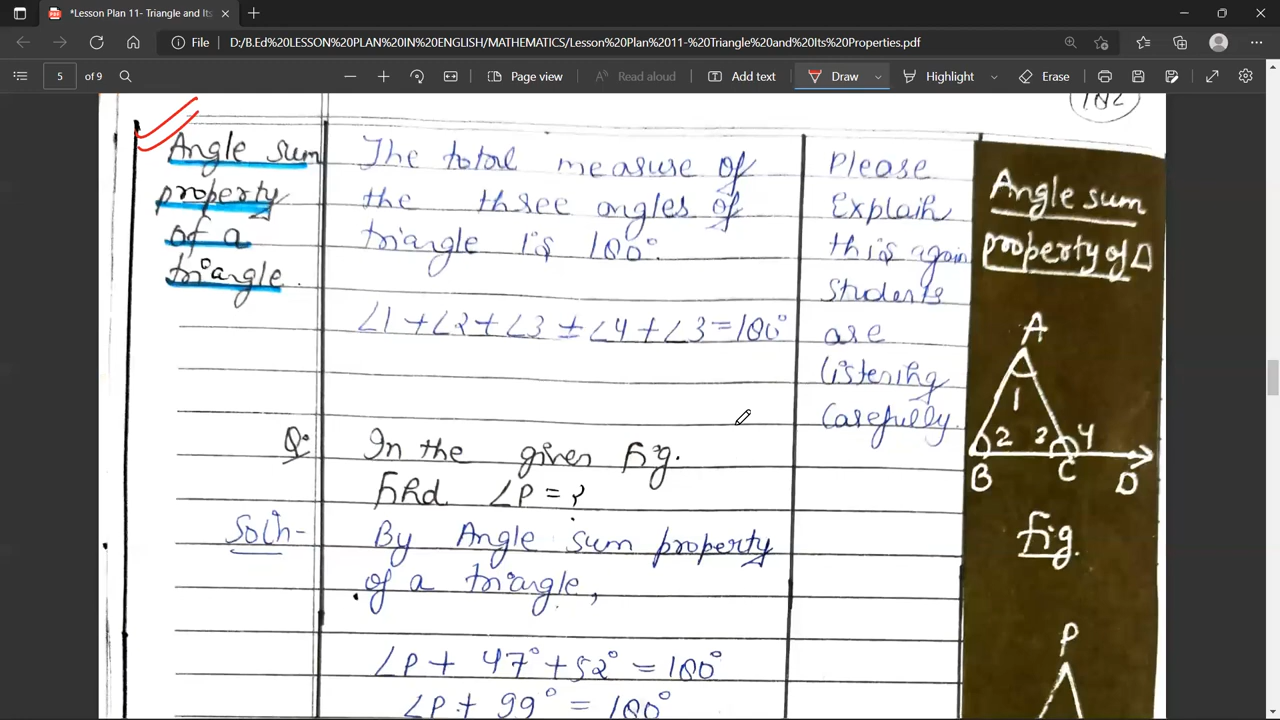 *Lesson Plan 11- Triangle and Its
File
D:/B.Ed%20LESSON%20PLAN%20IN%20ENGLISH/MATHEMATICS/Lesson%20Plan%2011-%20Triangle%20and%20Its%20Properties.pdf
5 of 9
Page view
Read aloud
Add text
Draw
Highlight
Erase
102
Angle sum
property
of a
triangle.
The total measure of
the three angles of
triangle is 180°.
∠1+∠2+∠3 = ∠4+∠3=180°
Q.
In the given fig.
find ∠P = ?
Soln-
By Angle sum property
of a triangle,
∠P + 47° + 52° = 180°
∠P + 99° = 180°
Please
Explain
this again
Students
are
listening
Carefully.
Angle sum
property of Δ
A
1
2 3 4
B C D
Fig.
P